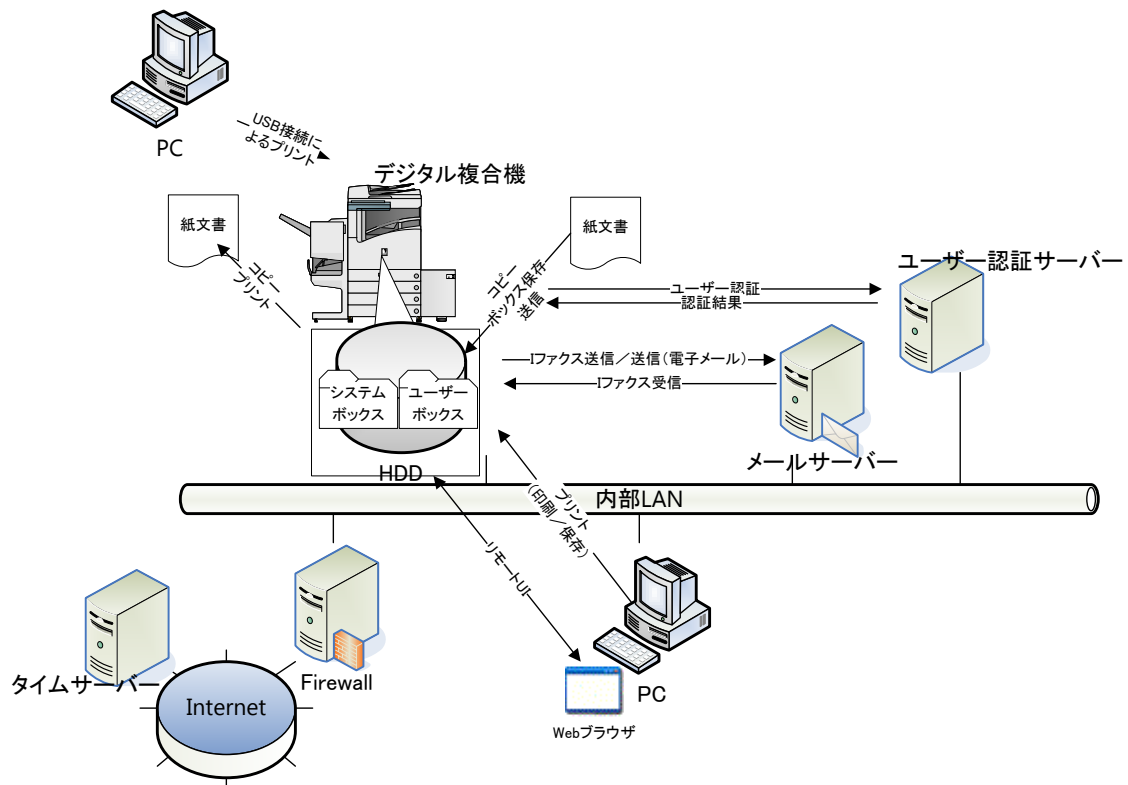 PC
USB接続に
よるプリント
デジタル複合機
紙文書
紙文書
コピー
プリント
コピー
ボックス保存
送信
ユーザー認証サーバー
ユーザー認証
認証結果
Iファクス送信／送信（電子メール）
Iファクス受信
システム
ボックス
ユーザー
ボックス
HDD
メールサーバー
内部LAN
プリント
（印刷／保存）
リモートUI
タイムサーバー
Internet
Firewall
PC
Webブラウザ